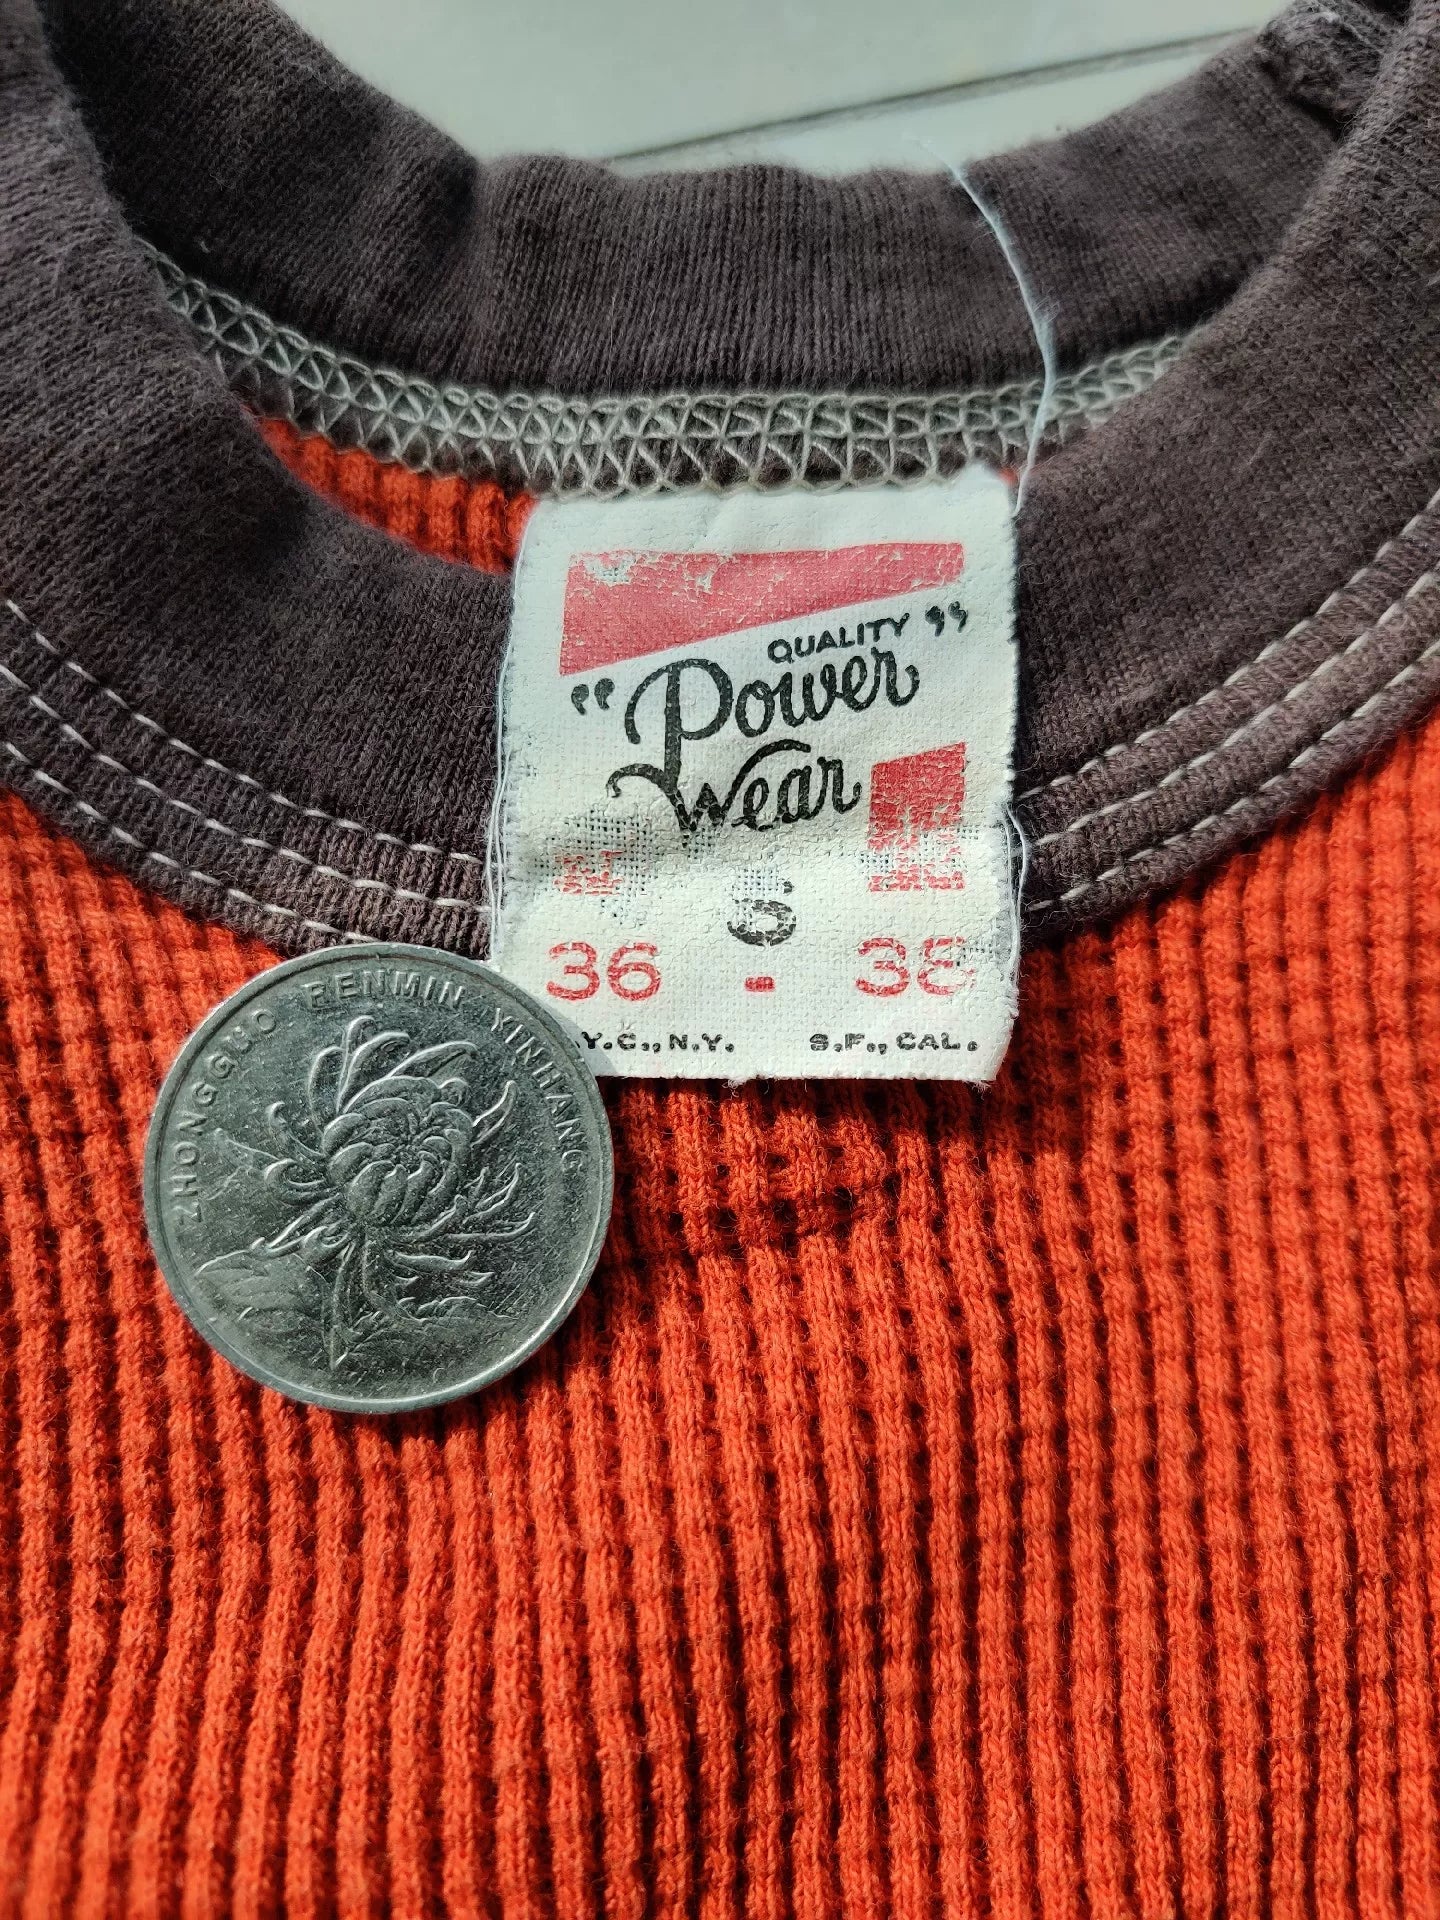 QUALITY ”
“ Power
Wear
S
36 - 38
Y.C., N.Y. S.F., CAL.
ZHONGGUO RENMIN YINHANG